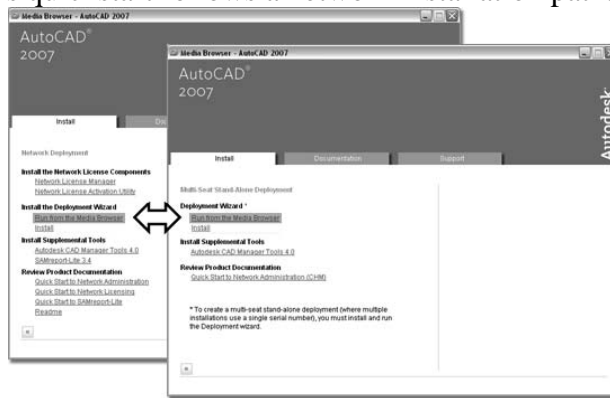 Media Browser - AutoCAD 2007
AutoCAD®
2007
Install
Network Deployment
Install the Network License Components
Network License Manager
Network License Activation Utility
Install the Deployment Wizard
Run from the Media Browser
Install
Install Supplemental Tools
Autodesk CAD Manager Tools 4.0
SAMreport-Lite 3.4
Review Product Documentation
Quick Start to Network Administration
Quick Start to Network Licensing
Quick Start to SAMreport-Lite
Readme
Media Browser - AutoCAD 2007
AutoCAD®
2007
Autodesk
Install Documentation Support
Multi-Seat Stand-Alone Deployment
Deployment Wizard *
Run from the Media Browser
Install
Install Supplemental Tools
Autodesk CAD Manager Tools 4.0
Review Product Documentation
Quick Start to Network Administration (CHM)
* To create a multi-seat stand-alone deployment (where multiple
installations use a single serial number), you must install and run
the Deployment wizard.